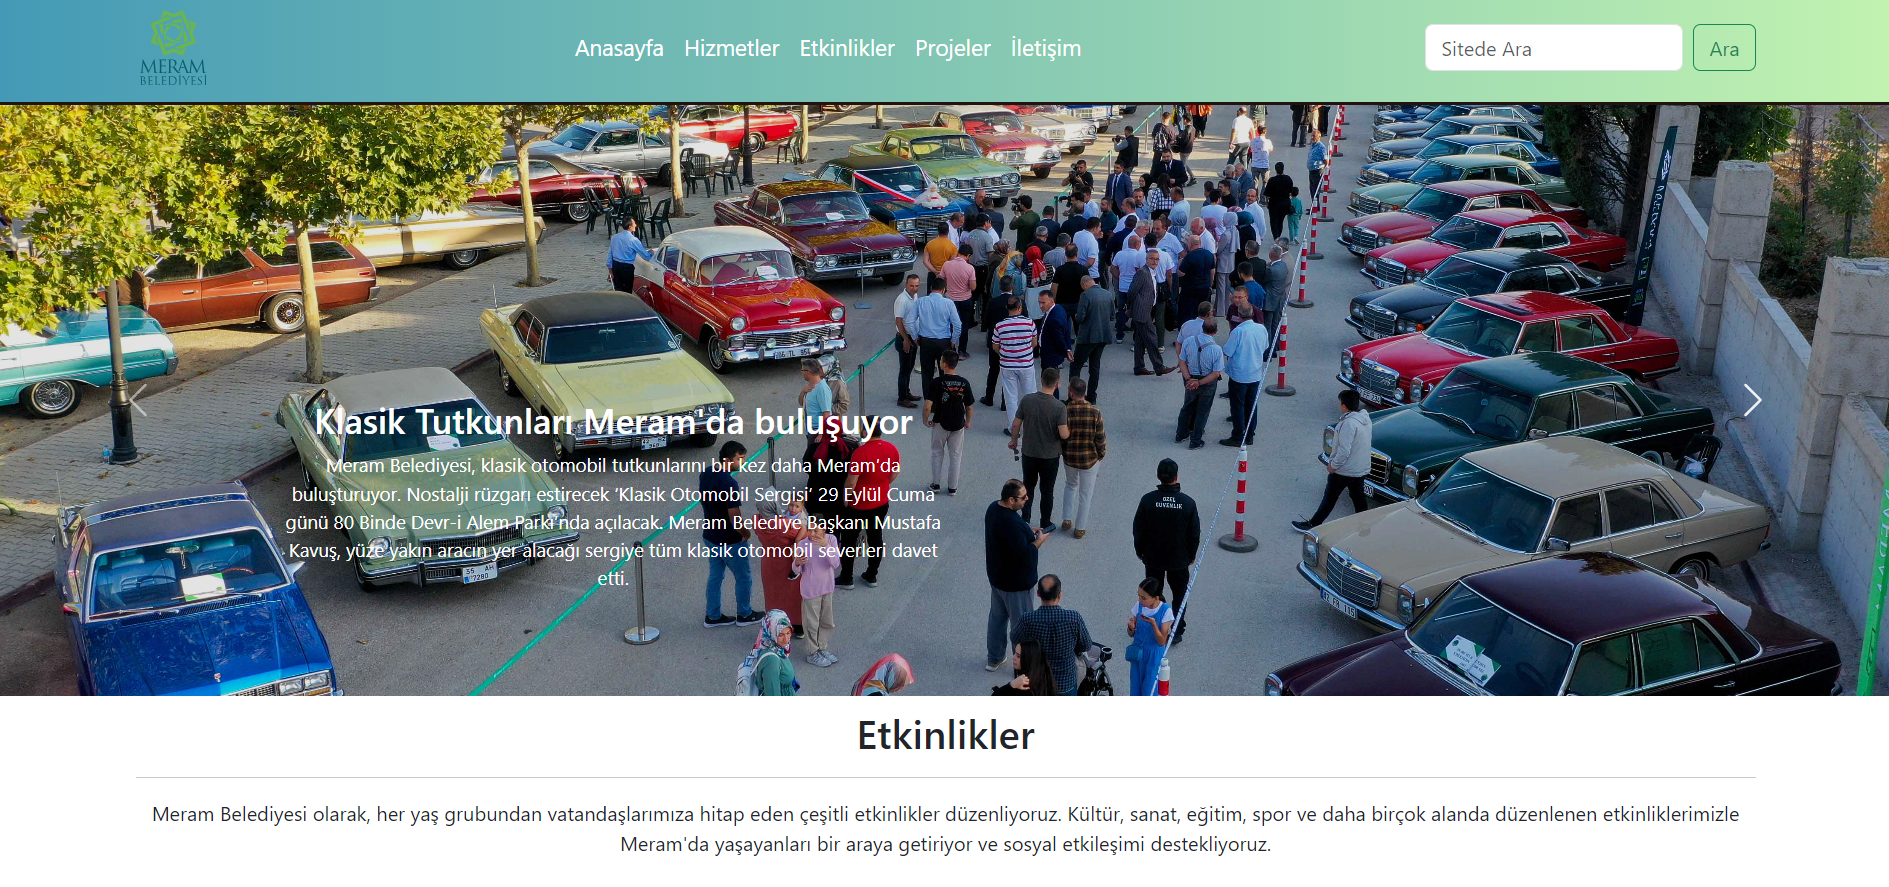 MERAM
BELEDİYESİ
Anasayfa Hizmetler Etkinlikler Projeler İletişim
Sitede Ara
Ara
Klasik Tutkunları Meram'da buluşuyor
Meram Belediyesi, klasik otomobil tutkunlarını bir kez daha Meram’da
buluşturuyor. Nostalji rüzgarı estirecek ‘Klasik Otomobil Sergisi’ 29 Eylül Cuma
günü 80 Binde Devr-i Alem Parkı’nda açılacak. Meram Belediye Başkanı Mustafa
Kavuş, yüze yakın aracın yer alacağı sergiye tüm klasik otomobil severleri davet
etti.
ÖZEL
GÜVENLİK
Etkinlikler
Meram Belediyesi olarak, her yaş grubundan vatandaşlarımıza hitap eden çeşitli etkinlikler düzenliyoruz. Kültür, sanat, eğitim, spor ve daha birçok alanda düzenlenen etkinliklerimizle
Meram'da yaşayanları bir araya getiriyor ve sosyal etkileşimi destekliyoruz.